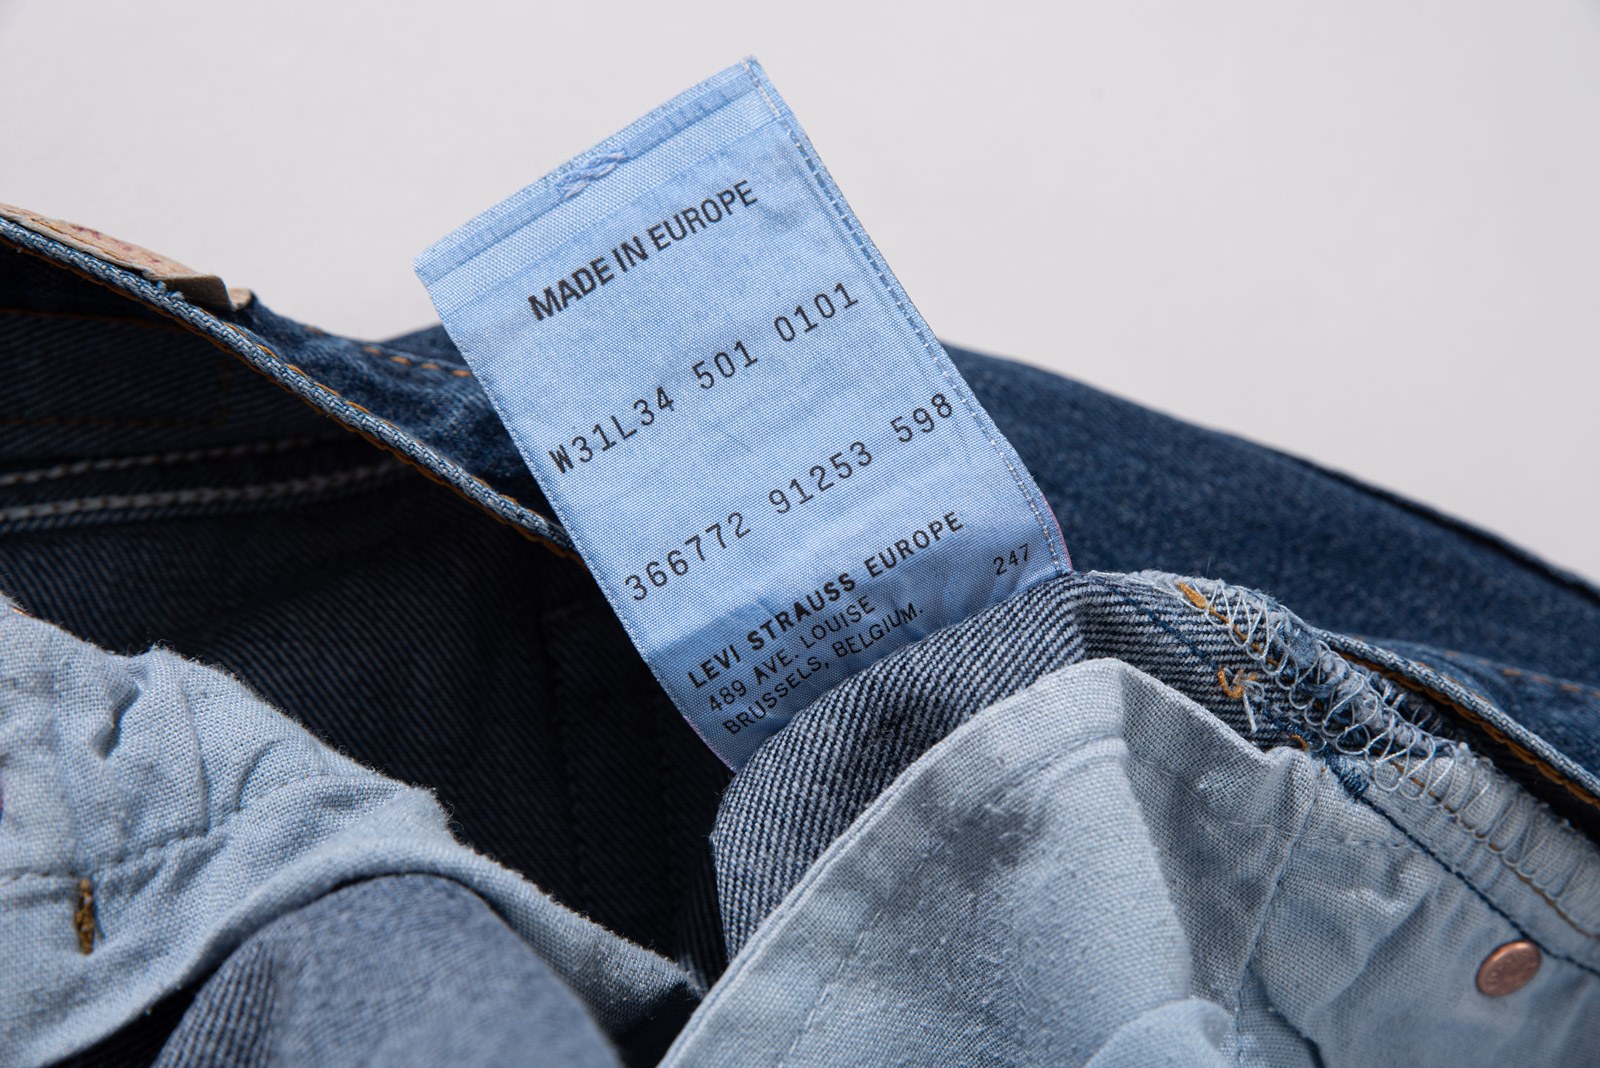 MADE IN EUROPE
W31L34 501 0101
366772 91253 598
LEVI STRAUSS EUROPE
489 AVE. LOUISE 247
BRUSSELS, BELGIUM.